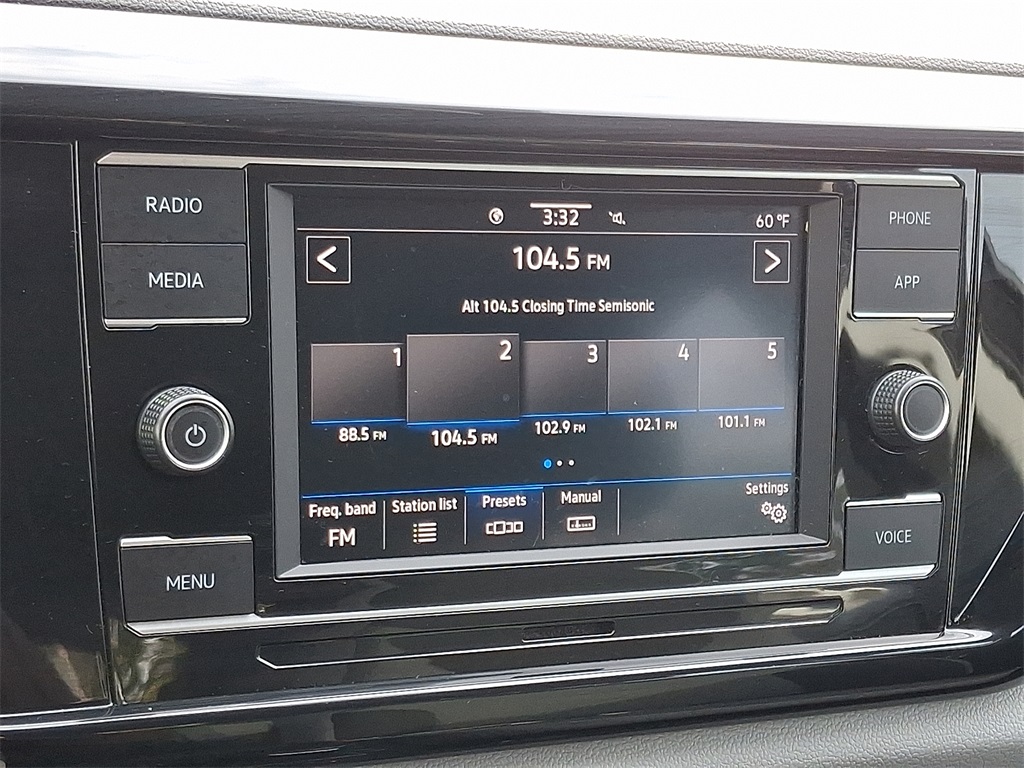 RADIO
MEDIA
MENU
3:32
60 °F
104.5 FM
Alt 104.5 Closing Time Semisonic
1
2
3
4
5
88.5 FM
104.5 FM
102.9 FM
102.1 FM
101.1 FM
Freq. band
FM
Station list
Presets
Manual
Settings
PHONE
APP
VOICE